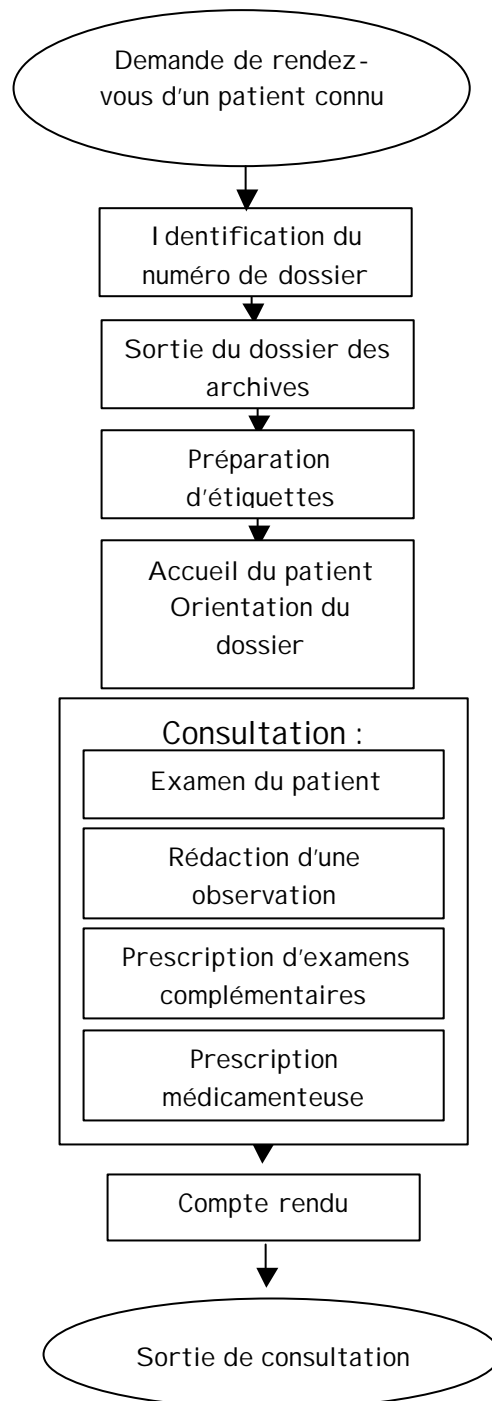 Demande de rendez-
vous d'un patient connu
Identification du
numéro de dossier
Sortie du dossier des
archives
Préparation
d'étiquettes
Accueil du patient
Orientation du
dossier
Consultation :
Examen du patient
Rédaction d'une
observation
Prescription d'examens
complémentaires
Prescription
médicamenteuse
Compte rendu
Sortie de consultation